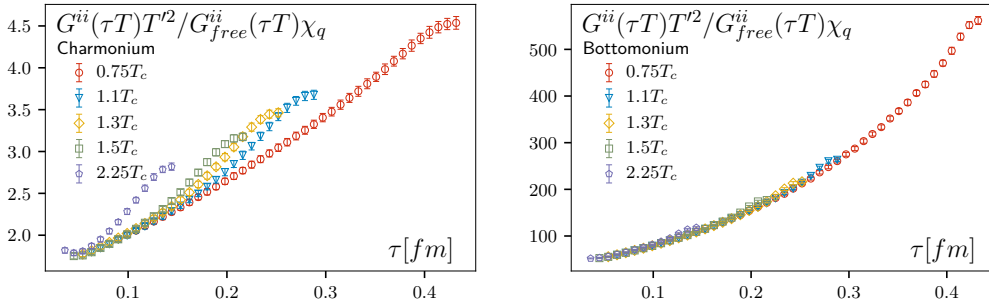 G^{ii}(τT)T'^2/G^{ii}_{free}(τT)χ_q
Charmonium
0.75T_c
1.1T_c
1.3T_c
1.5T_c
2.25T_c
4.5
4.0
3.5
3.0
2.5
2.0
τ[fm]
0.1 0.2 0.3 0.4
G^{ii}(τT)T'^2/G^{ii}_{free}(τT)χ_q
Bottomonium
0.75T_c
1.1T_c
1.3T_c
1.5T_c
2.25T_c
500
400
300
200
100
τ[fm]
0.1 0.2 0.3 0.4